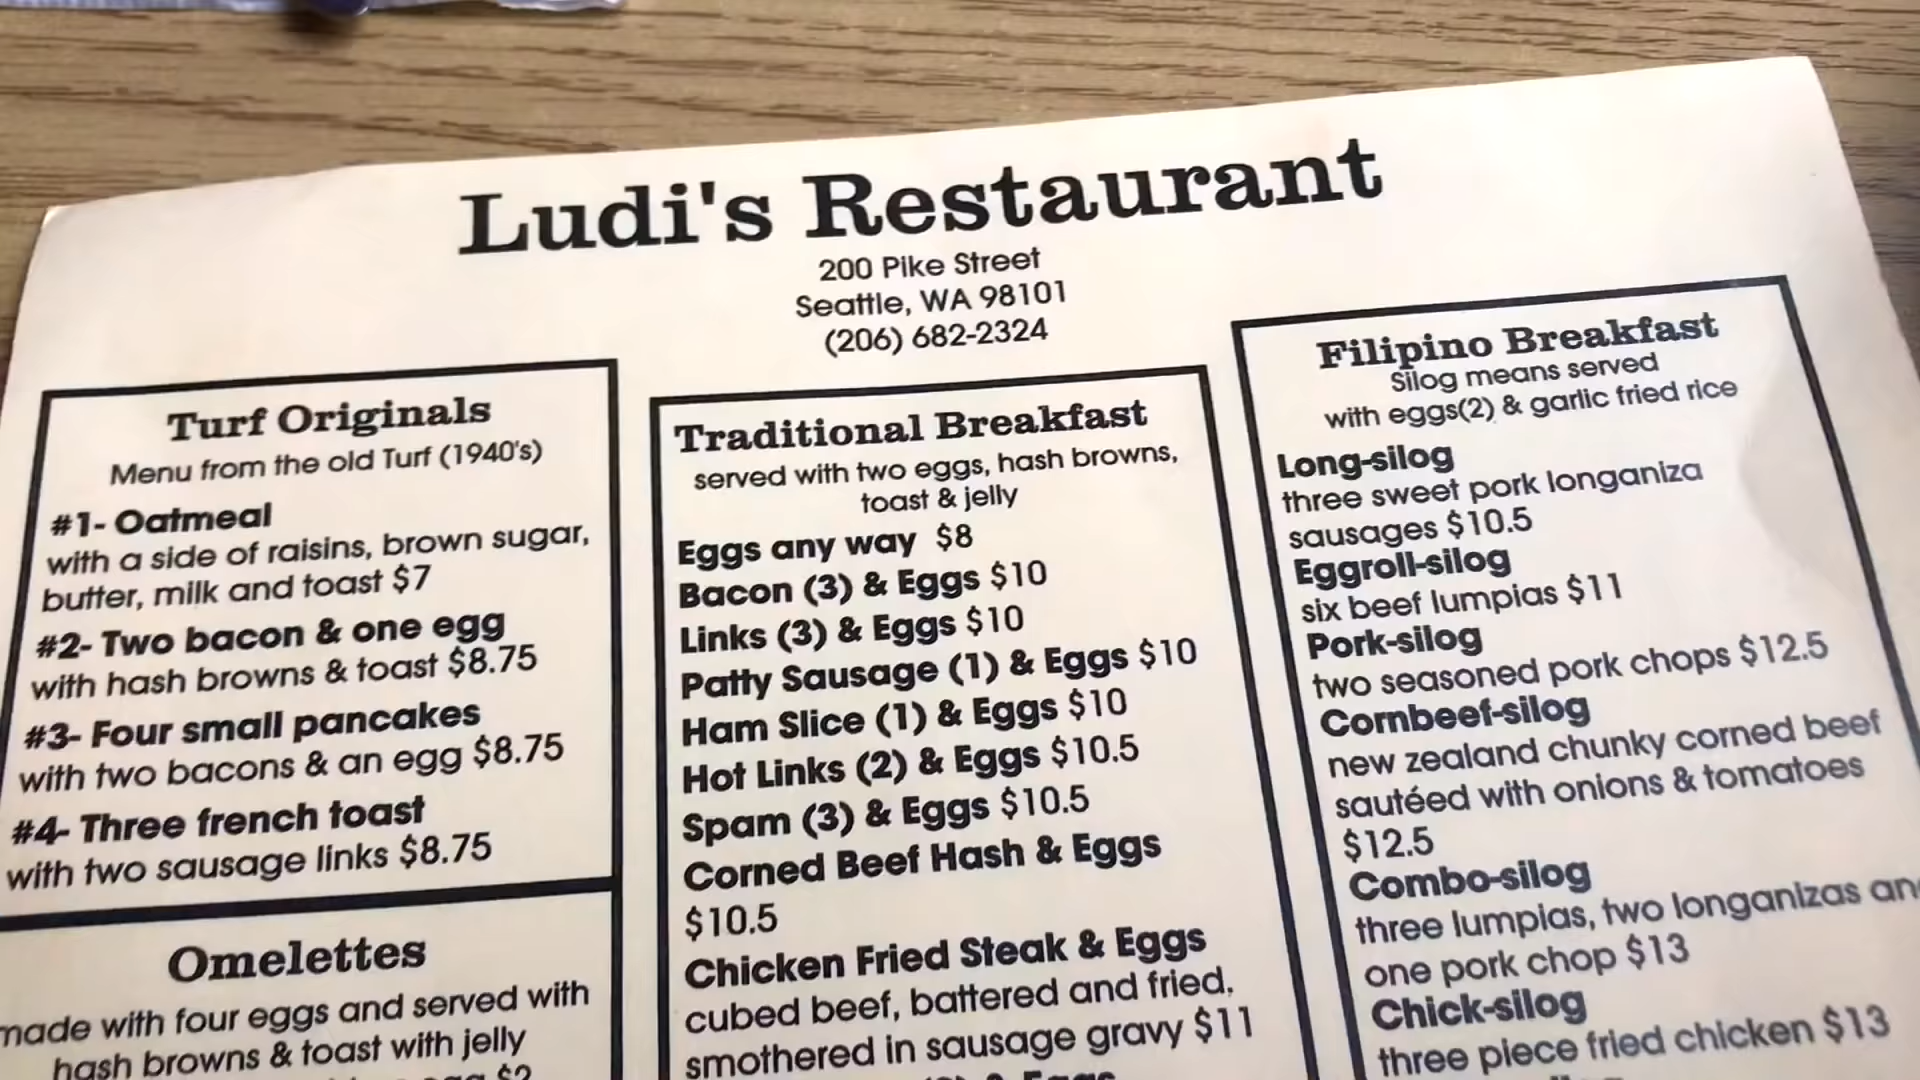 Ludi's Restaurant
200 Pike Street
Seattle, WA 98101
(206) 682-2324
Turf Originals
Menu from the old Turf (1940's)
#1- Oatmeal
with a side of raisins, brown sugar,
butter, milk and toast $7
#2- Two bacon & one egg
with hash browns & toast $8.75
#3- Four small pancakes
with two bacons & an egg $8.75
#4- Three french toast
with two sausage links $8.75
Omelettes
made with four eggs and served with
hash browns & toast with jelly
Traditional Breakfast
served with two eggs, hash browns,
toast & jelly
Eggs any way $8
Bacon (3) & Eggs $10
Links (3) & Eggs $10
Patty Sausage (1) & Eggs $10
Ham Slice (1) & Eggs $10
Hot Links (2) & Eggs $10.5
Spam (3) & Eggs $10.5
Corned Beef Hash & Eggs
$10.5
Chicken Fried Steak & Eggs
cubed beef, battered and fried,
smothered in sausage gravy $11
& Eggs
Filipino Breakfast
Silog means served
with eggs(2) & garlic fried rice
Long-silog
three sweet pork longaniza
sausages $10.5
Eggroll-silog
six beef lumpias $11
Pork-silog
two seasoned pork chops $12.5
Cornbeef-silog
new zealand chunky corned beef
sautéed with onions & tomatoes
$12.5
Combo-silog
three lumpias, two longanizas an
one pork chop $13
Chick-silog
three piece fried chicken $13